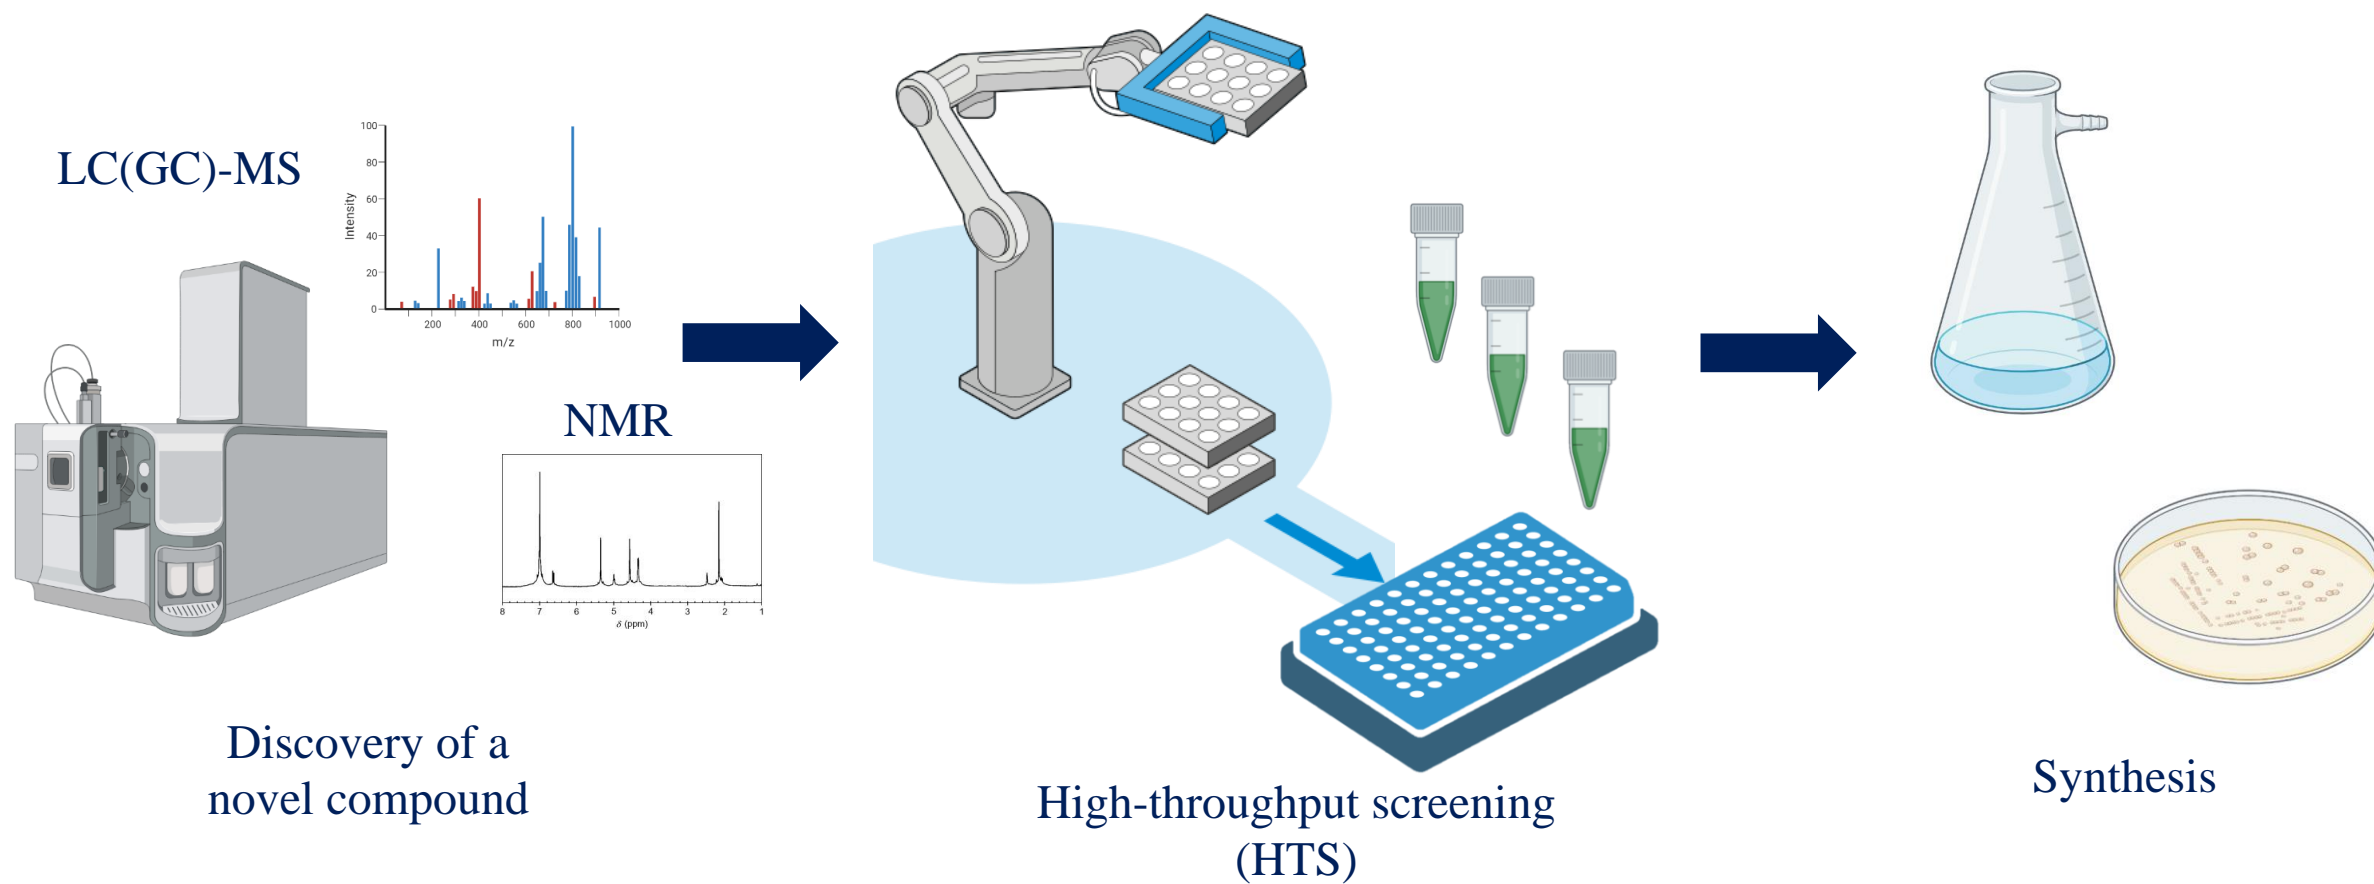 LC(GC)-MS
100
80
60
40
20
0
Intensity
200 400 600 800 1000
m/z
NMR
8 7 6 5 4 3 2 1
δ (ppm)
Discovery of a
novel compound
High-throughput screening
(HTS)
Synthesis